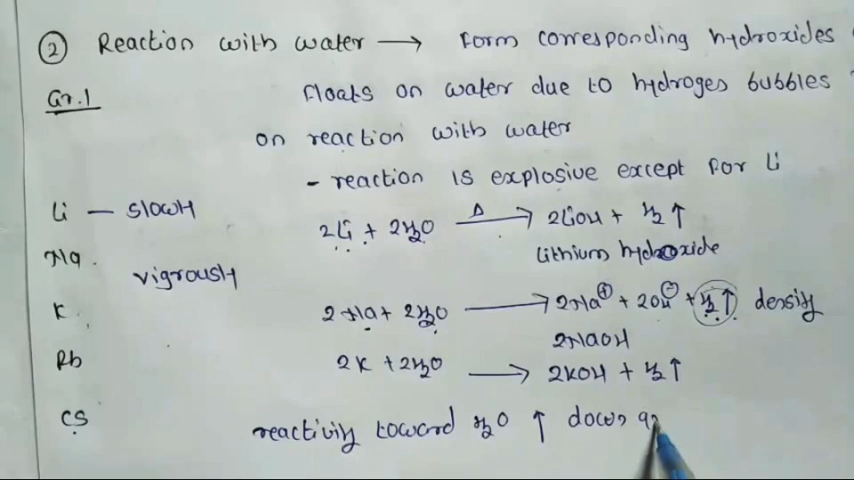 ② Reaction with water → Form corresponding hydroxides
Gr.1 Floats on water due to hydroges bubbles
on reaction with water
- reaction is explosive except for Li
Li — slowly
2Li + 2H₂O —Δ→ 2LiOH + H₂↑
Lithium hydroxide
Na
vigrously
K 2Na + 2H₂O → 2Na⁺ + 2OH⁻ + H₂↑ density
2NaOH
Rb 2K + 2H₂O → 2KOH + H₂↑
Cs reactivity toward H₂O ↑ down